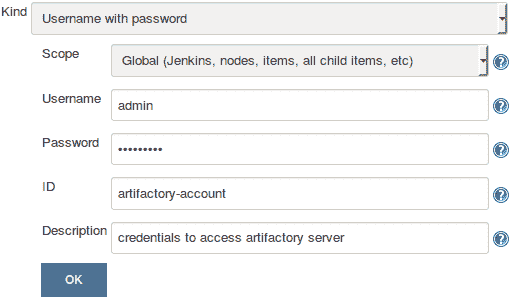 Kind Username with password
Scope Global (Jenkins, nodes, items, all child items, etc)
Username admin
Password •••••••••
ID artifactory-account
Description credentials to access artifactory server
OK